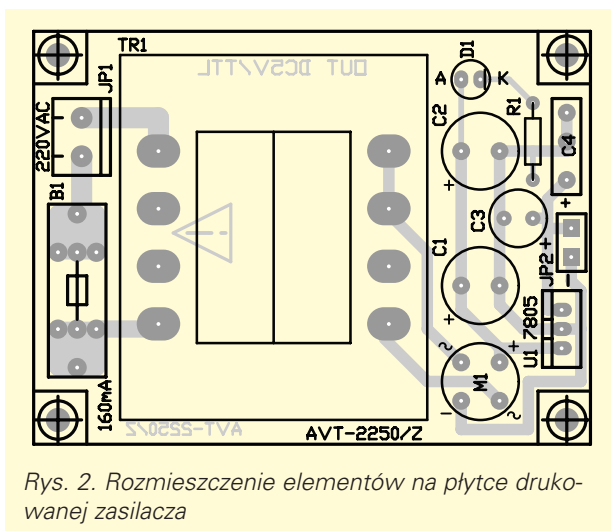 TR1
OUT DC5V/TTL
D1
A
K
JP1
220VAC
C2
R1
C4
+
B1
C3
+
+
JP2
-
C1
+
U1 7805
~
+
M1
-
~
160mA
AVT-2250/Z
AVT-2250/Z
Rys. 2. Rozmieszczenie elementów na płytce druko-
wanej zasilacza